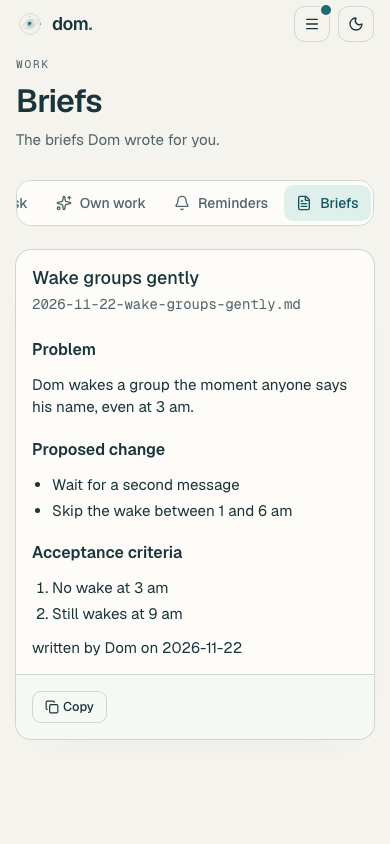 dom.
WORK
Briefs
The briefs Dom wrote for you.
sk Own work Reminders Briefs
Wake groups gently
2026-11-22-wake-groups-gently.md
Problem
Dom wakes a group the moment anyone says
his name, even at 3 am.
Proposed change
• Wait for a second message
• Skip the wake between 1 and 6 am
Acceptance criteria
1. No wake at 3 am
2. Still wakes at 9 am
written by Dom on 2026-11-22
Copy